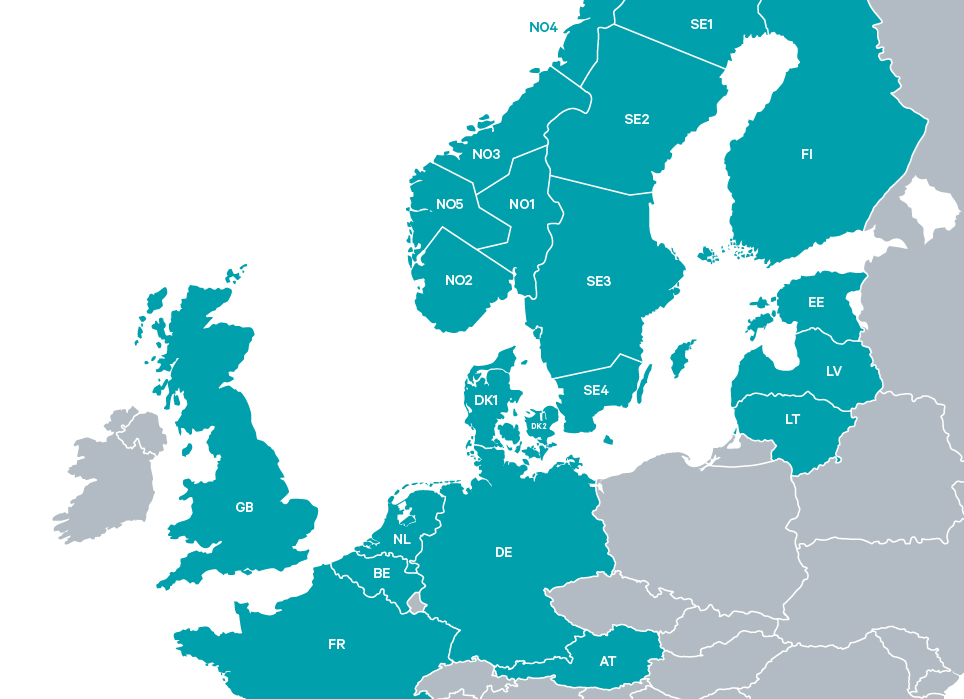 SE1
NO4
SE2
NO3
FI
NO5
NO1
NO2
SE3
EE
LV
SE4
DK1
LT
DK2
GB
NL
DE
BE
FR
AT